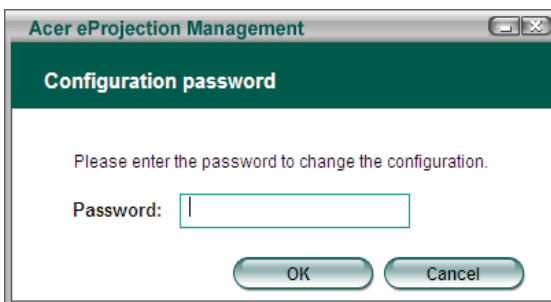 Acer eProjection Management
Configuration password
Please enter the password to change the configuration.
Password:
OK Cancel